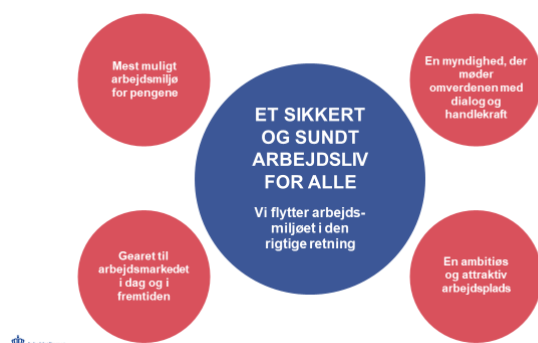 Mest muligt
arbejdsmiljø
for pengene
En myndighed, der
møder
omverdenen med
dialog og
handlekraft
ET SIKKERT
OG SUNDT
ARBEJDSLIV
FOR ALLE
Vi flytter arbejds-
miljøet i den
rigtige retning
Gearet til
arbejdsmarkedet
i dag og i
fremtiden
En ambitiøs
og attraktiv
arbejdsplads